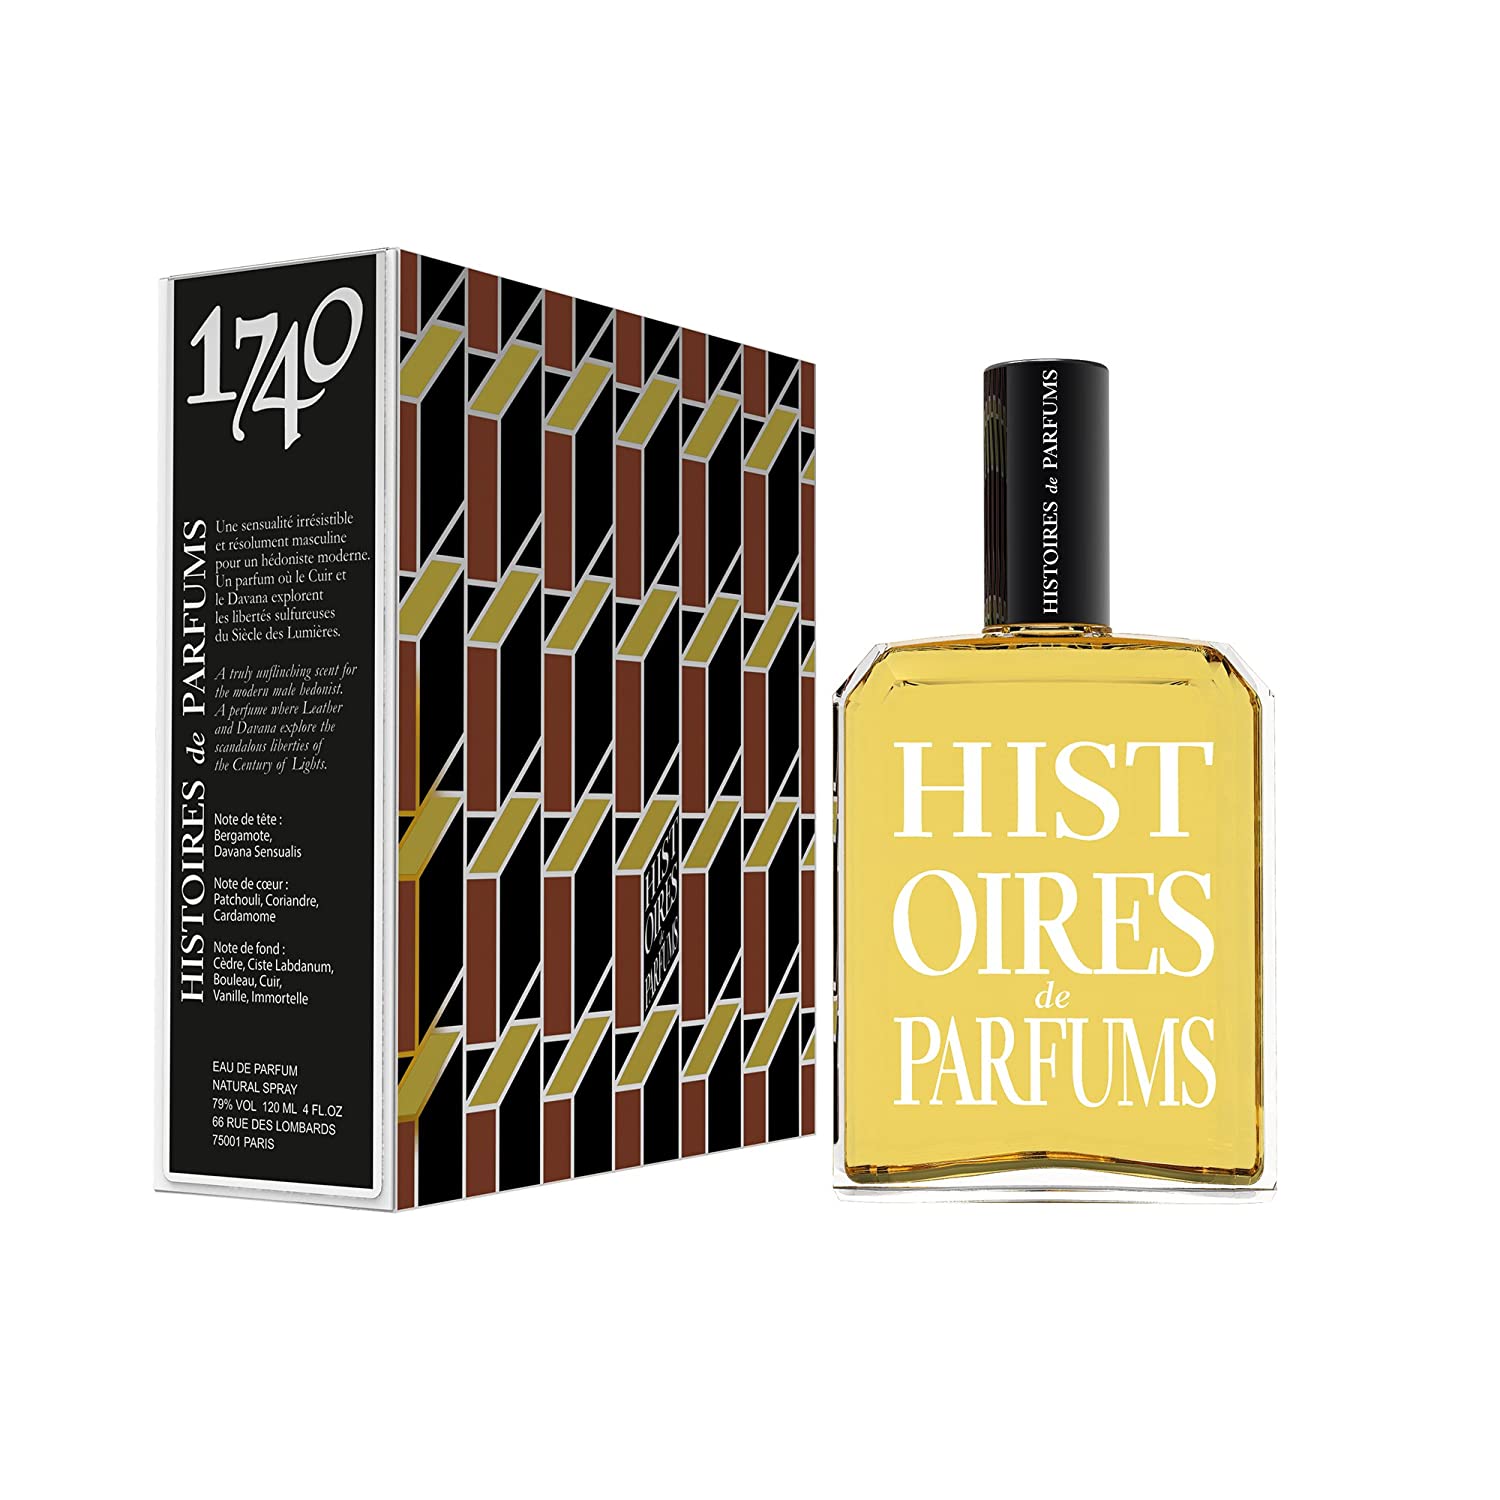 1740
HISTOIRES de PARFUMS
Une sensualité irrésistible
et résolument masculine
pour un hédoniste moderne.
Un parfum où le Cuir et
le Davana explorent
les libertés sulfureuses
du Siècle des Lumières.
A truly unflinching scent for
the modern male hedonist.
A perfume where Leather
and Davana explore the
scandalous liberties of
the Century of Lights.
Note de tête :
Bergamote,
Davana Sensualis
Note de cœur :
Patchouli, Coriandre,
Cardamome
Note de fond :
Cèdre, Ciste Labdanum,
Bouleau, Cuir,
Vanille, Immortelle
EAU DE PARFUM
NATURAL SPRAY
79% VOL 120 ML 4 FL.OZ
66 RUE DES LOMBARDS
75001 PARIS
HIST
OIRES
de
PARFUMS
HISTOIRES de PARFUMS
HIST
OIRES
de
PARFUMS